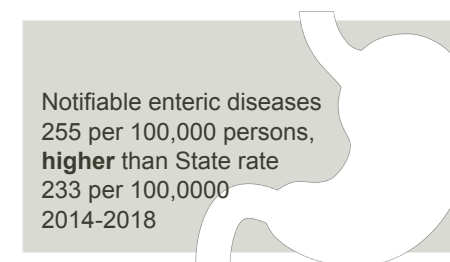 Notifiable enteric diseases
255 per 100,000 persons,
higher than State rate
233 per 100,0000
2014-2018